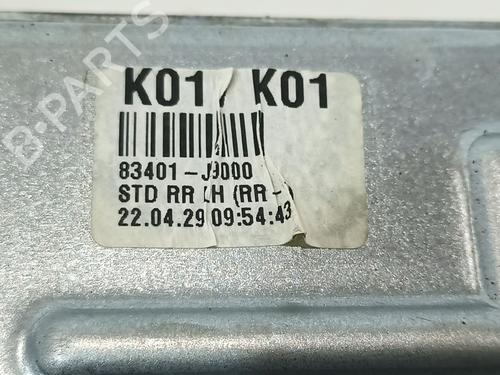 B-PARTS
K01 K01
83401-J9000
STD RR LH (RR-
22.04.29 09:54:43